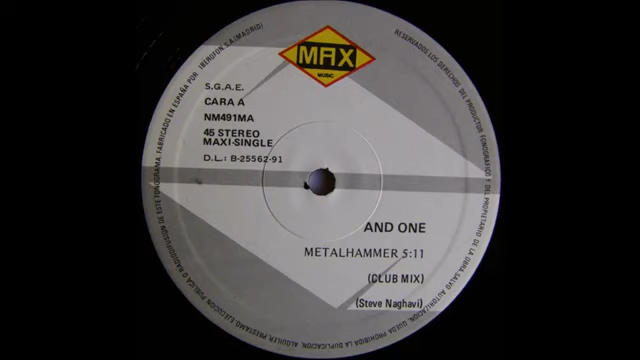 MAX
MUSIC
S.G.A.E.
CARA A
NM491MA
45 STEREO
MAXI-SINGLE
D.L.: B-25562-91
AND ONE
METALHAMMER 5:11
(CLUB MIX)
(Steve Naghavi)
RESERVADOS LOS DERECHOS DEL PRODUCTOR FONOGRAFICO Y DEL PROPIETARIO DE LA OBRA. SALVO AUTORIZACION, QUEDA PROHIBIDA LA DUPLICACION, ALQUILER, PRESTAMO, EJECUCION PUBLICA O RADIODIFUSION DE ESTE FONOGRAMA. FABRICADO EN ESPAÑA POR IBEROFON, S.A. (MADRID)